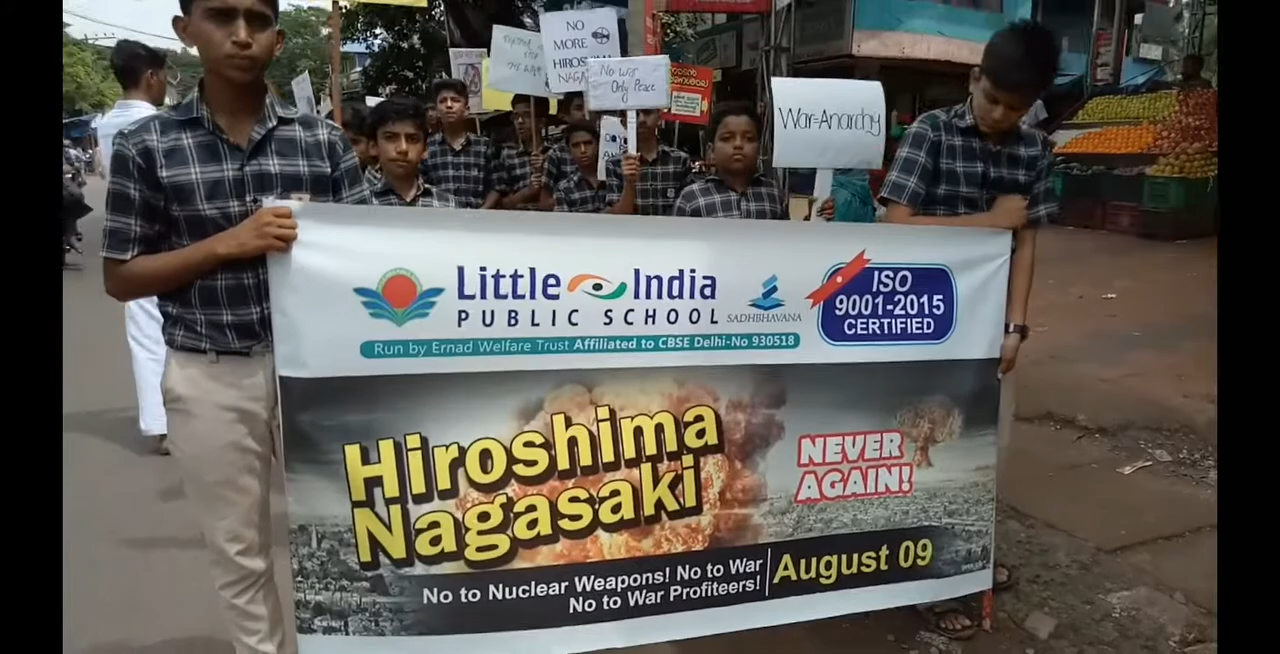 NO
MORE
HIROSHIMA
NAGA
No war
Only Peace
War=Anarchy
Little India
PUBLIC SCHOOL
SADHBHAVANA
ISO
9001-2015
CERTIFIED
Run by Ernad Welfare Trust Affiliated to CBSE Delhi-No 930518
Hiroshima
Nagasaki
NEVER
AGAIN!
No to Nuclear Weapons! No to War
No to War Profiteers!
August 09